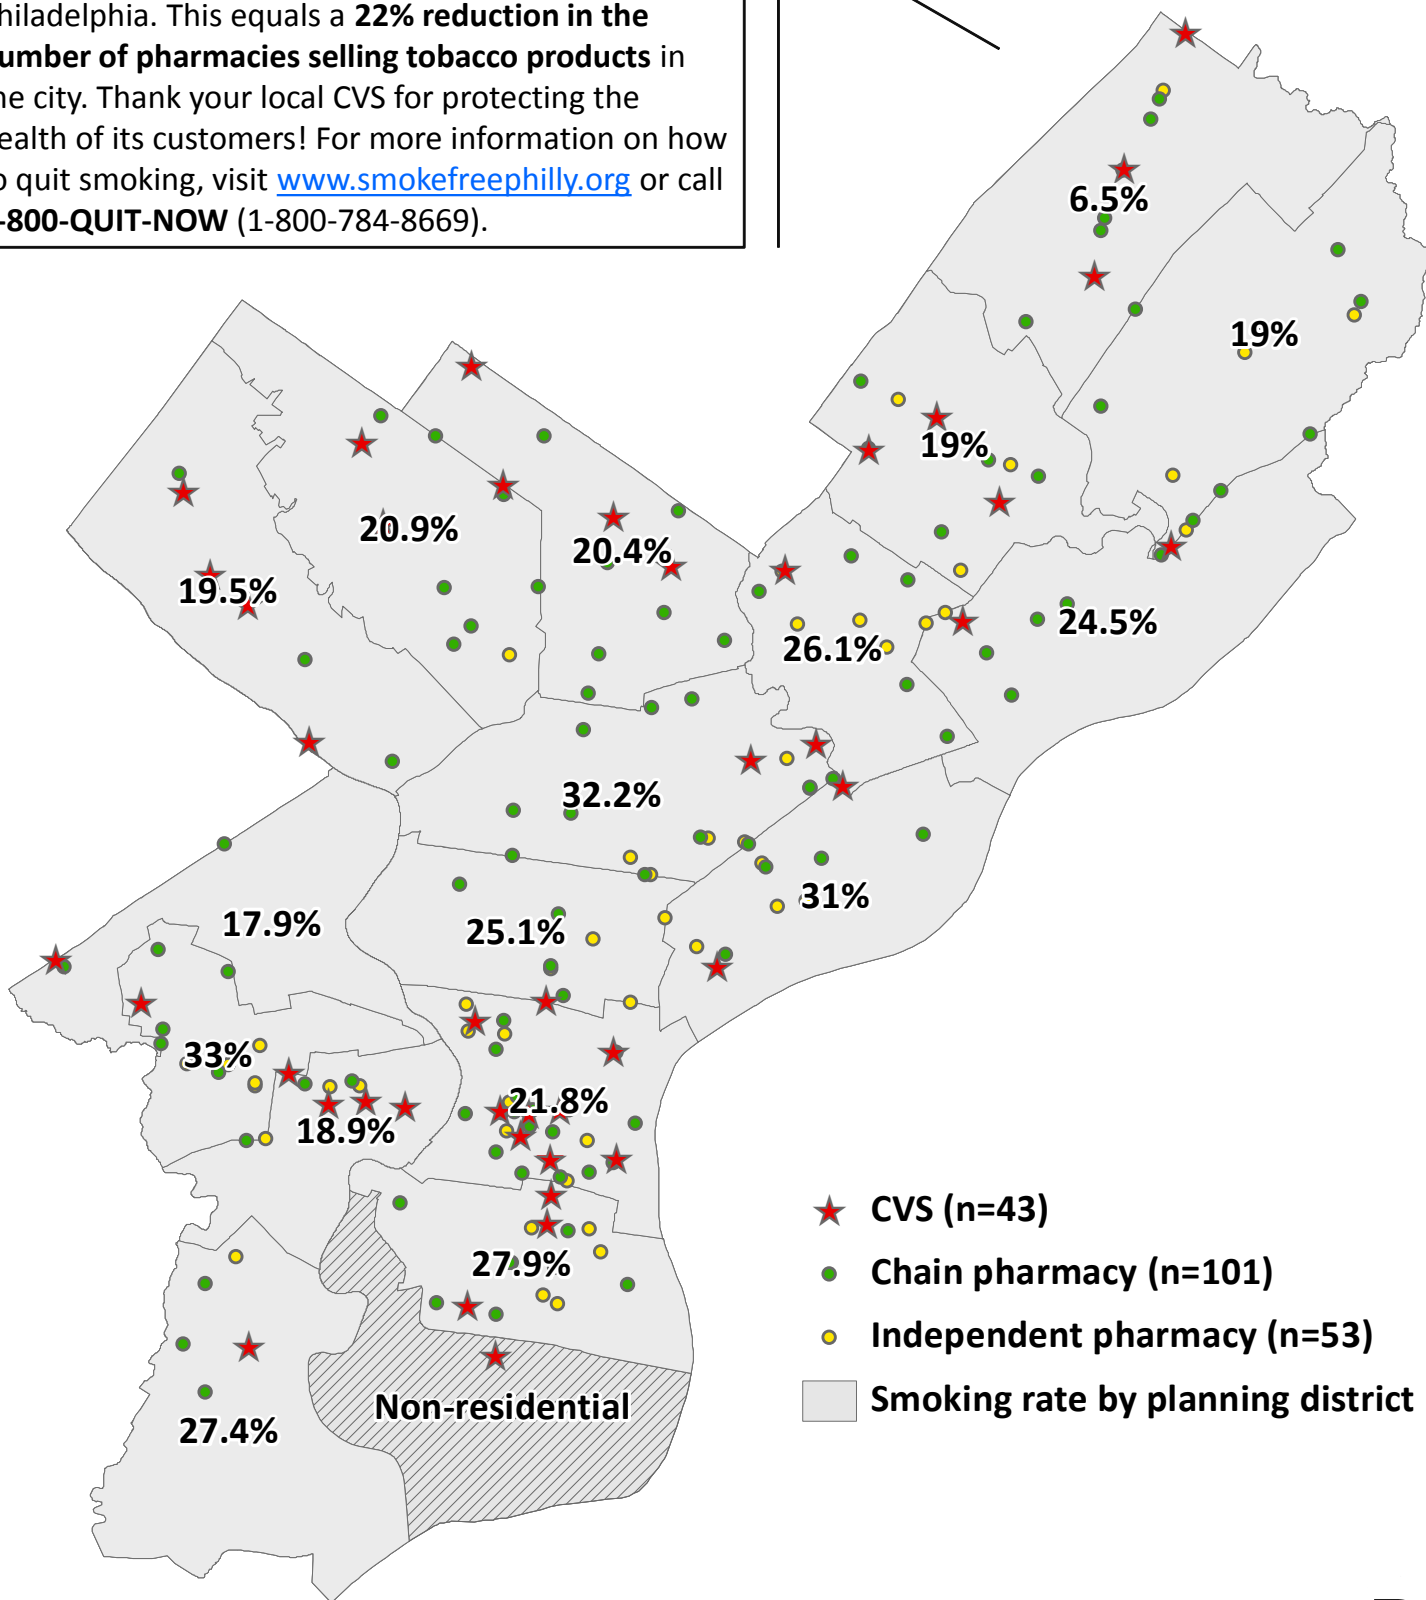 hiladelphia. This equals a 22% reduction in the
umber of pharmacies selling tobacco products in
he city. Thank your local CVS for protecting the
ealth of its customers! For more information on how
o quit smoking, visit www.smokefreephilly.org or call
-800-QUIT-NOW (1-800-784-8669).
6.5%
19%
19%
20.9%
20.4%
19.5%
24.5%
26.1%
32.2%
31%
17.9%
25.1%
33%
21.8%
18.9%
CVS (n=43)
27.9%
Chain pharmacy (n=101)
Independent pharmacy (n=53)
Smoking rate by planning district
Non-residential
27.4%